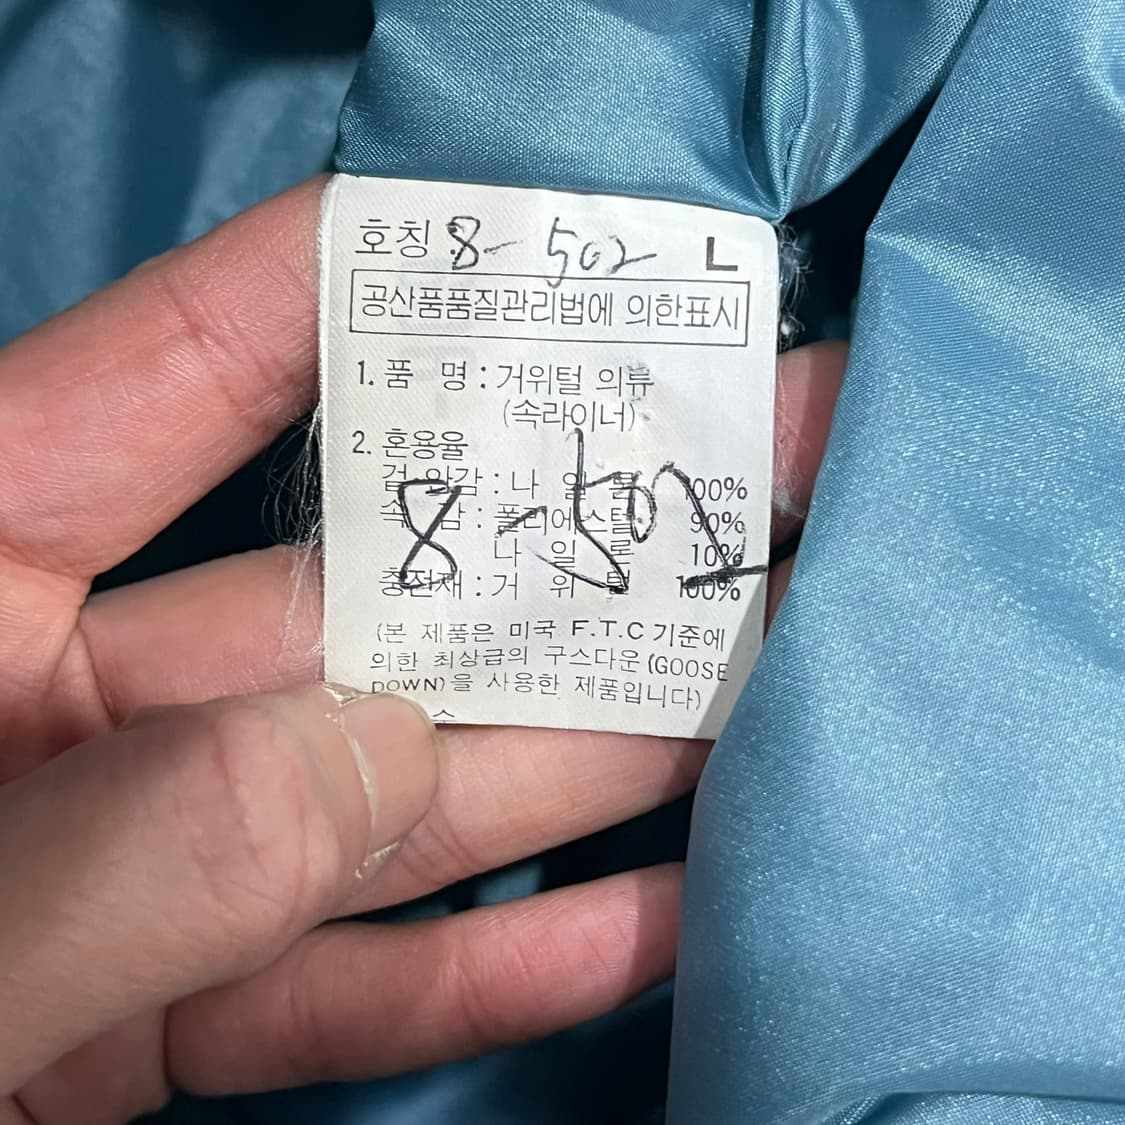 호칭 8-502 L
공산품품질관리법에 의한표시
1. 품 명 : 거위털 의류
(속라이너)
2. 혼용율
겉 안감 : 나 일 론 100%
속 감 : 폴리에스텔 90%
나 일 론 10%
충전재 : 거 위 털 100%
8-502
(본 제품은 미국 F.T.C 기준에
의한 최상급의 구스다운 (GOOSE
DOWN)을 사용한 제품입니다)